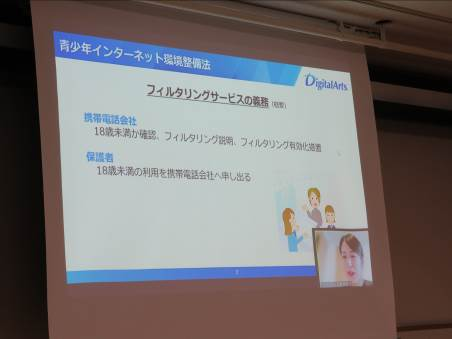 青少年インターネット環境整備法
DigitalArts
フィルタリングサービスの義務（概要）
携帯電話会社
18歳未満か確認、フィルタリング説明、フィルタリング有効化措置
保護者
18歳未満の利用を携帯電話会社へ申し出る